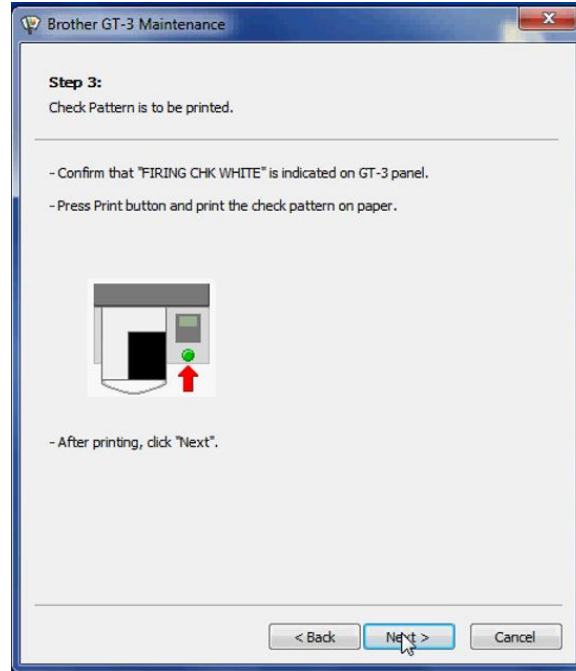 Brother GT-3 Maintenance
Step 3:
Check Pattern is to be printed.
- Confirm that "FIRING CHK WHITE" is indicated on GT-3 panel.
- Press Print button and print the check pattern on paper.
- After printing, click "Next".
< Back Next > Cancel